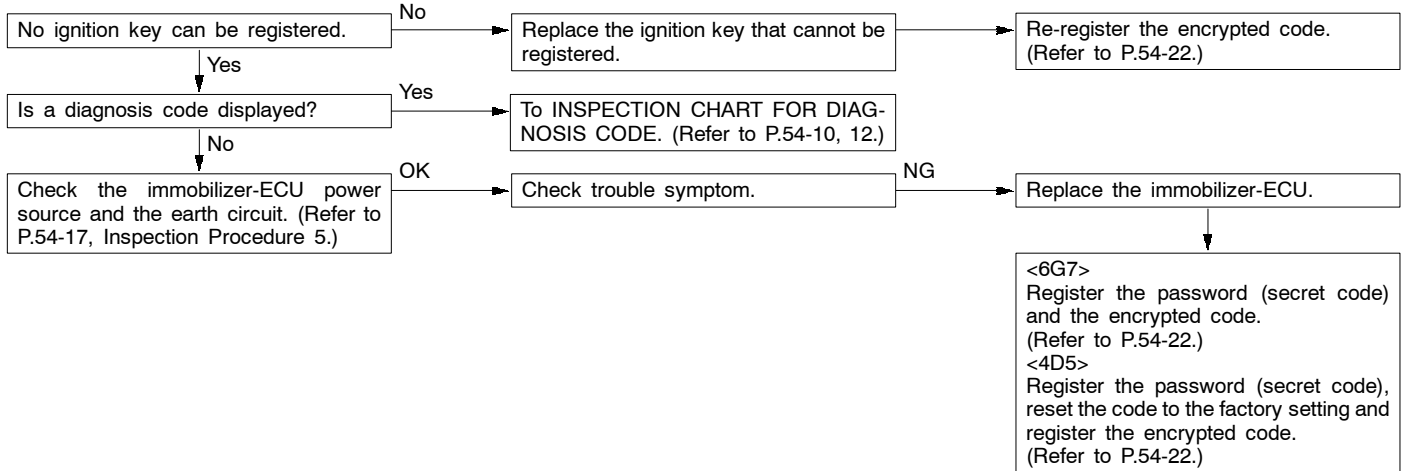 No ignition key can be registered.
No
Replace the ignition key that cannot be
registered.
Re-register the encrypted code.
(Refer to P.54-22.)
Yes
Is a diagnosis code displayed?
Yes
To INSPECTION CHART FOR DIAG-
NOSIS CODE. (Refer to P.54-10, 12.)
No
Check the immobilizer-ECU power
source and the earth circuit. (Refer to
P.54-17, Inspection Procedure 5.)
OK
Check trouble symptom.
NG
Replace the immobilizer-ECU.
<6G7>
Register the password (secret code)
and the encrypted code.
(Refer to P.54-22.)
<4D5>
Register the password (secret code),
reset the code to the factory setting and
register the encrypted code.
(Refer to P.54-22.)